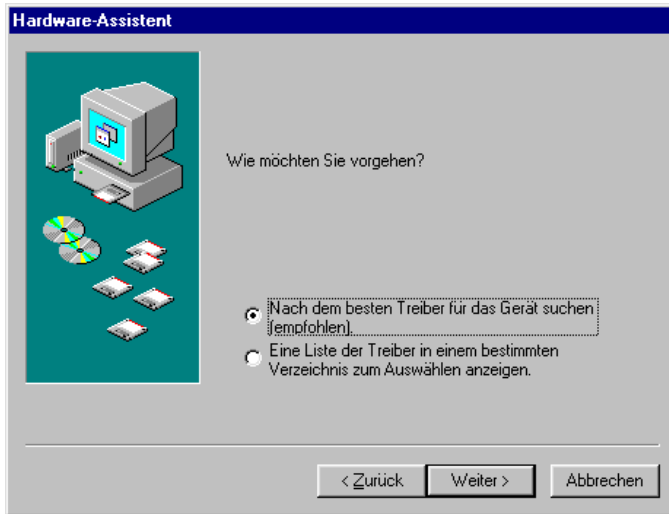 Hardware-Assistent
Wie möchten Sie vorgehen?
Nach dem besten Treiber für das Gerät suchen
(empfohlen).
Eine Liste der Treiber in einem bestimmten
Verzeichnis zum Auswählen anzeigen.
< Zurück Weiter > Abbrechen